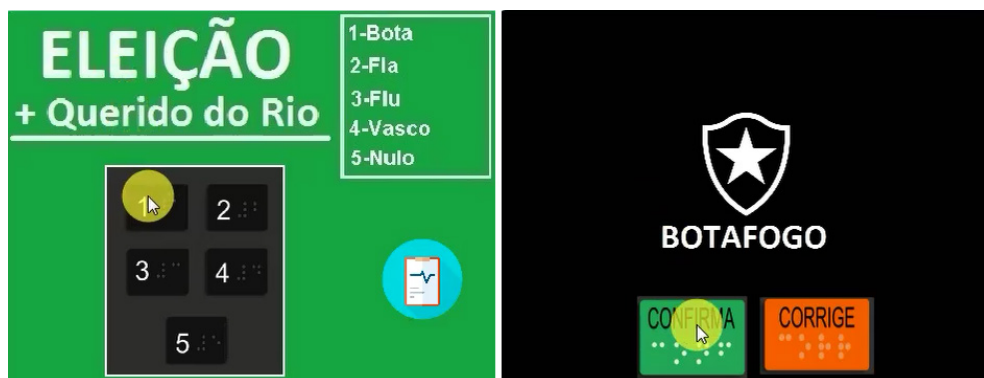 ELEIÇÃO
+ Querido do Rio
1-Bota
2-Fla
3-Flu
4-Vasco
5-Nulo
1
2
3
4
5
BOTAFOGO
CONFIRMA
CORRIGE